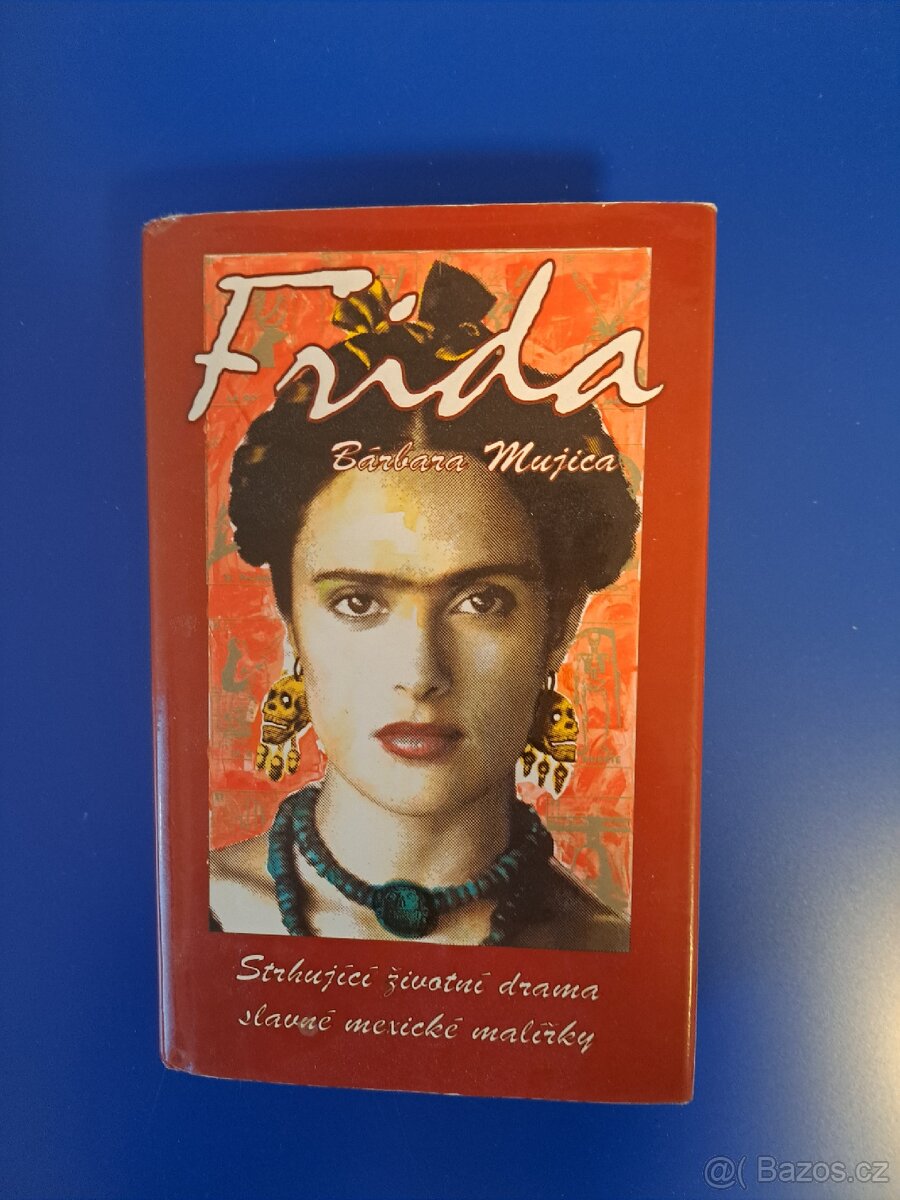 Frida
Bárbara Mujica
Strhující životní drama
slavné mexické malířky
@( Bazos.cz